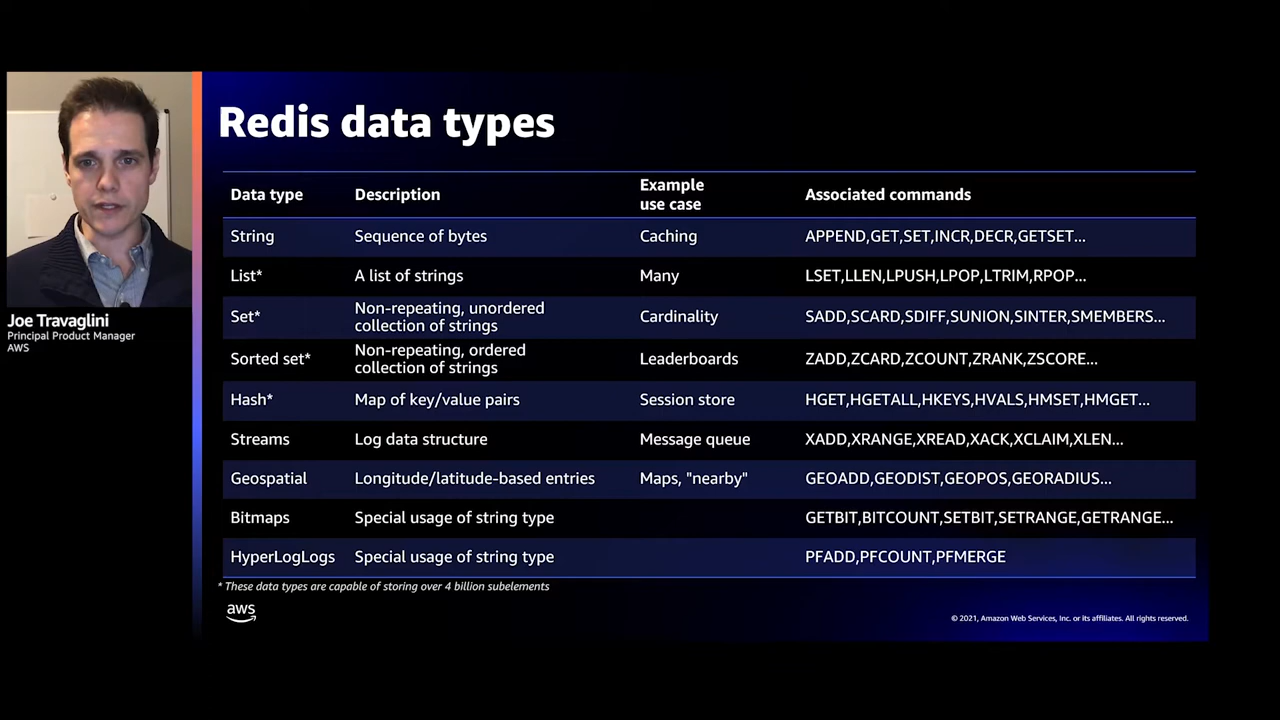 Redis data types
Data type Description Example use case Associated commands
String Sequence of bytes Caching APPEND,GET,SET,INCR,DECR,GETSET...
List* A list of strings Many LSET,LLEN,LPUSH,LPOP,LTRIM,RPOP...
Set* Non-repeating, unordered collection of strings Cardinality SADD,SCARD,SDIFF,SUNION,SINTER,SMEMBERS...
Sorted set* Non-repeating, ordered collection of strings Leaderboards ZADD,ZCARD,ZCOUNT,ZRANK,ZSCORE...
Hash* Map of key/value pairs Session store HGET,HGETALL,HKEYS,HVALS,HMSET,HMGET...
Streams Log data structure Message queue XADD,XRANGE,XREAD,XACK,XCLAIM,XLEN...
Geospatial Longitude/latitude-based entries Maps, "nearby" GEOADD,GEODIST,GEOPOS,GEORADIUS...
Bitmaps Special usage of string type GETBIT,BITCOUNT,SETBIT,SETRANGE,GETRANGE...
HyperLogLogs Special usage of string type PFADD,PFCOUNT,PFMERGE
* These data types are capable of storing over 4 billion subelements
aws
© 2021, Amazon Web Services, Inc. or its affiliates. All rights reserved.
Joe Travaglini
Principal Product Manager
AWS